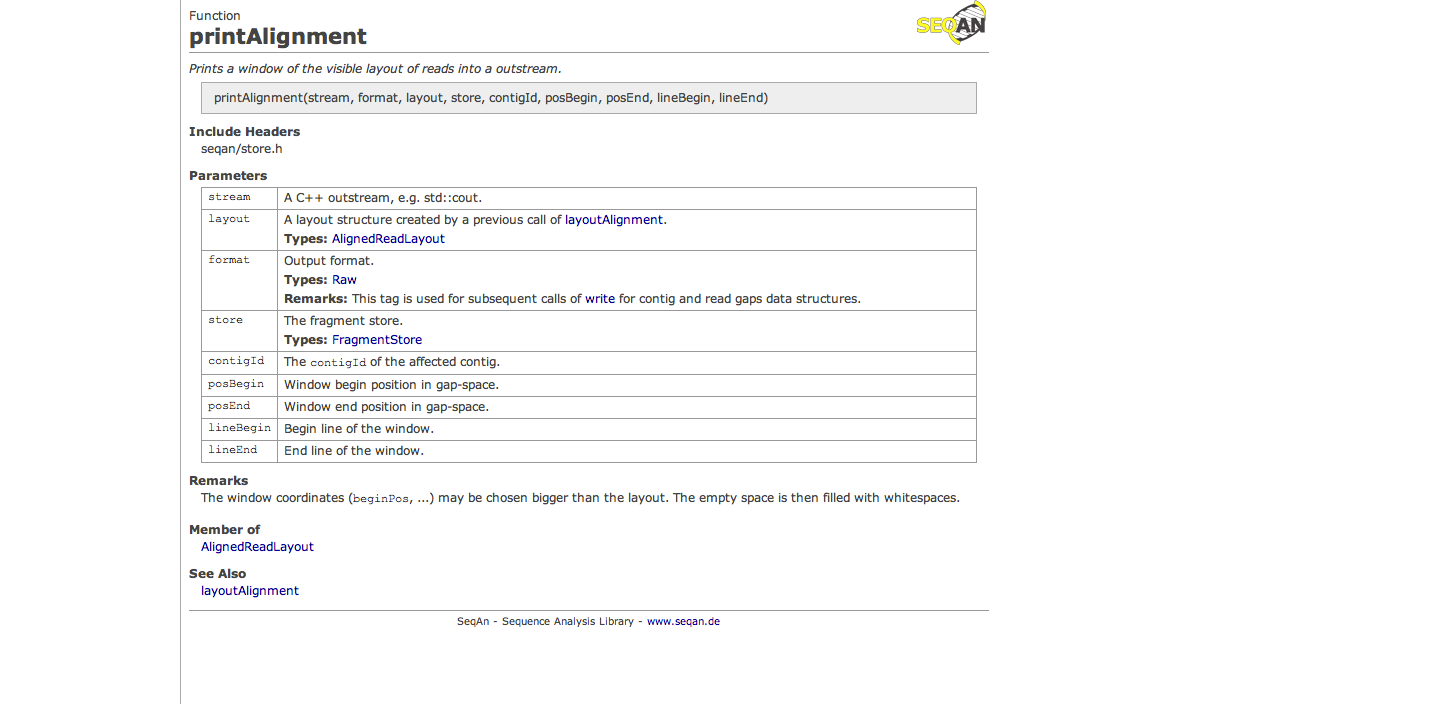 Function
SEQAN
printAlignment
Prints a window of the visible layout of reads into a outstream.
printAlignment(stream, format, layout, store, contigId, posBegin, posEnd, lineBegin, lineEnd)
Include Headers
seqan/store.h
Parameters
stream A C++ outstream, e.g. std::cout.
layout A layout structure created by a previous call of layoutAlignment.
Types: AlignedReadLayout
format Output format.
Types: Raw
Remarks: This tag is used for subsequent calls of write for contig and read gaps data structures.
store The fragment store.
Types: FragmentStore
contigId The contigId of the affected contig.
posBegin Window begin position in gap-space.
posEnd Window end position in gap-space.
lineBegin Begin line of the window.
lineEnd End line of the window.
Remarks
The window coordinates (beginPos, ...) may be chosen bigger than the layout. The empty space is then filled with whitespaces.
Member of
AlignedReadLayout
See Also
layoutAlignment
SeqAn - Sequence Analysis Library - www.seqan.de